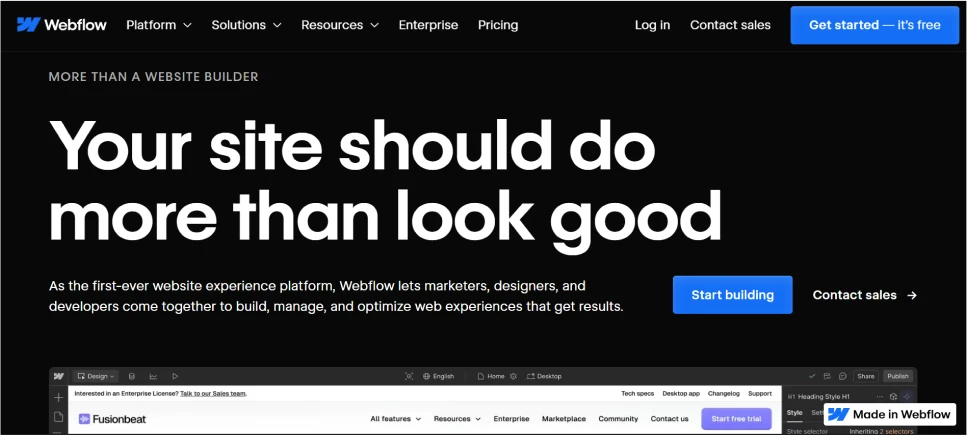 Webflow Platform Solutions Resources Enterprise Pricing Log in Contact sales Get started — it's free
MORE THAN A WEBSITE BUILDER
Your site should do
more than look good
As the first-ever website experience platform, Webflow lets marketers, designers, and
developers come together to build, manage, and optimize web experiences that get results.
Start building Contact sales →
Design English Home Desktop Share Publish
Interested in an Enterprise License? Talk to our Sales team. Tech specs Desktop app Changelog Support
H1 Heading Style H1
Fusionbeat All features Resources Enterprise Marketplace Community Contact us Start free trial
Style
Made in Webflow
Style selector Inheriting 2 selectors